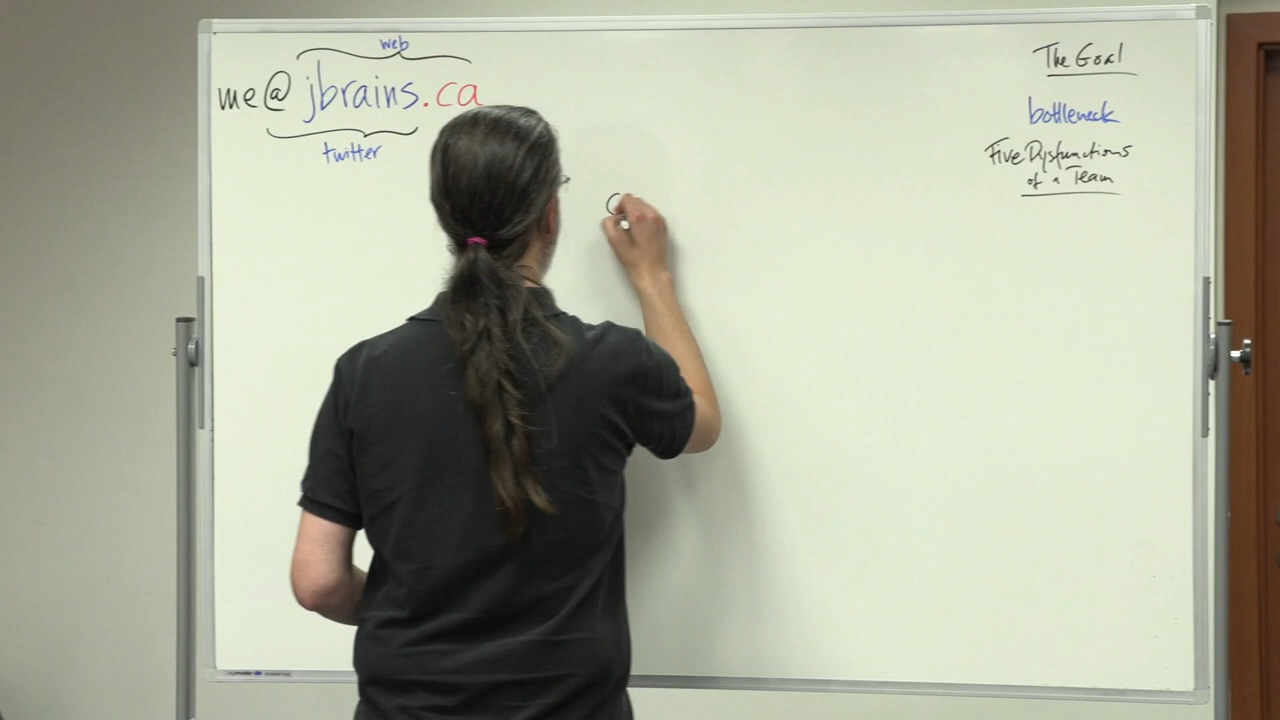 web
me@jbrains.ca
twitter
The Goal
bottleneck
Five Dysfunctions
of a Team